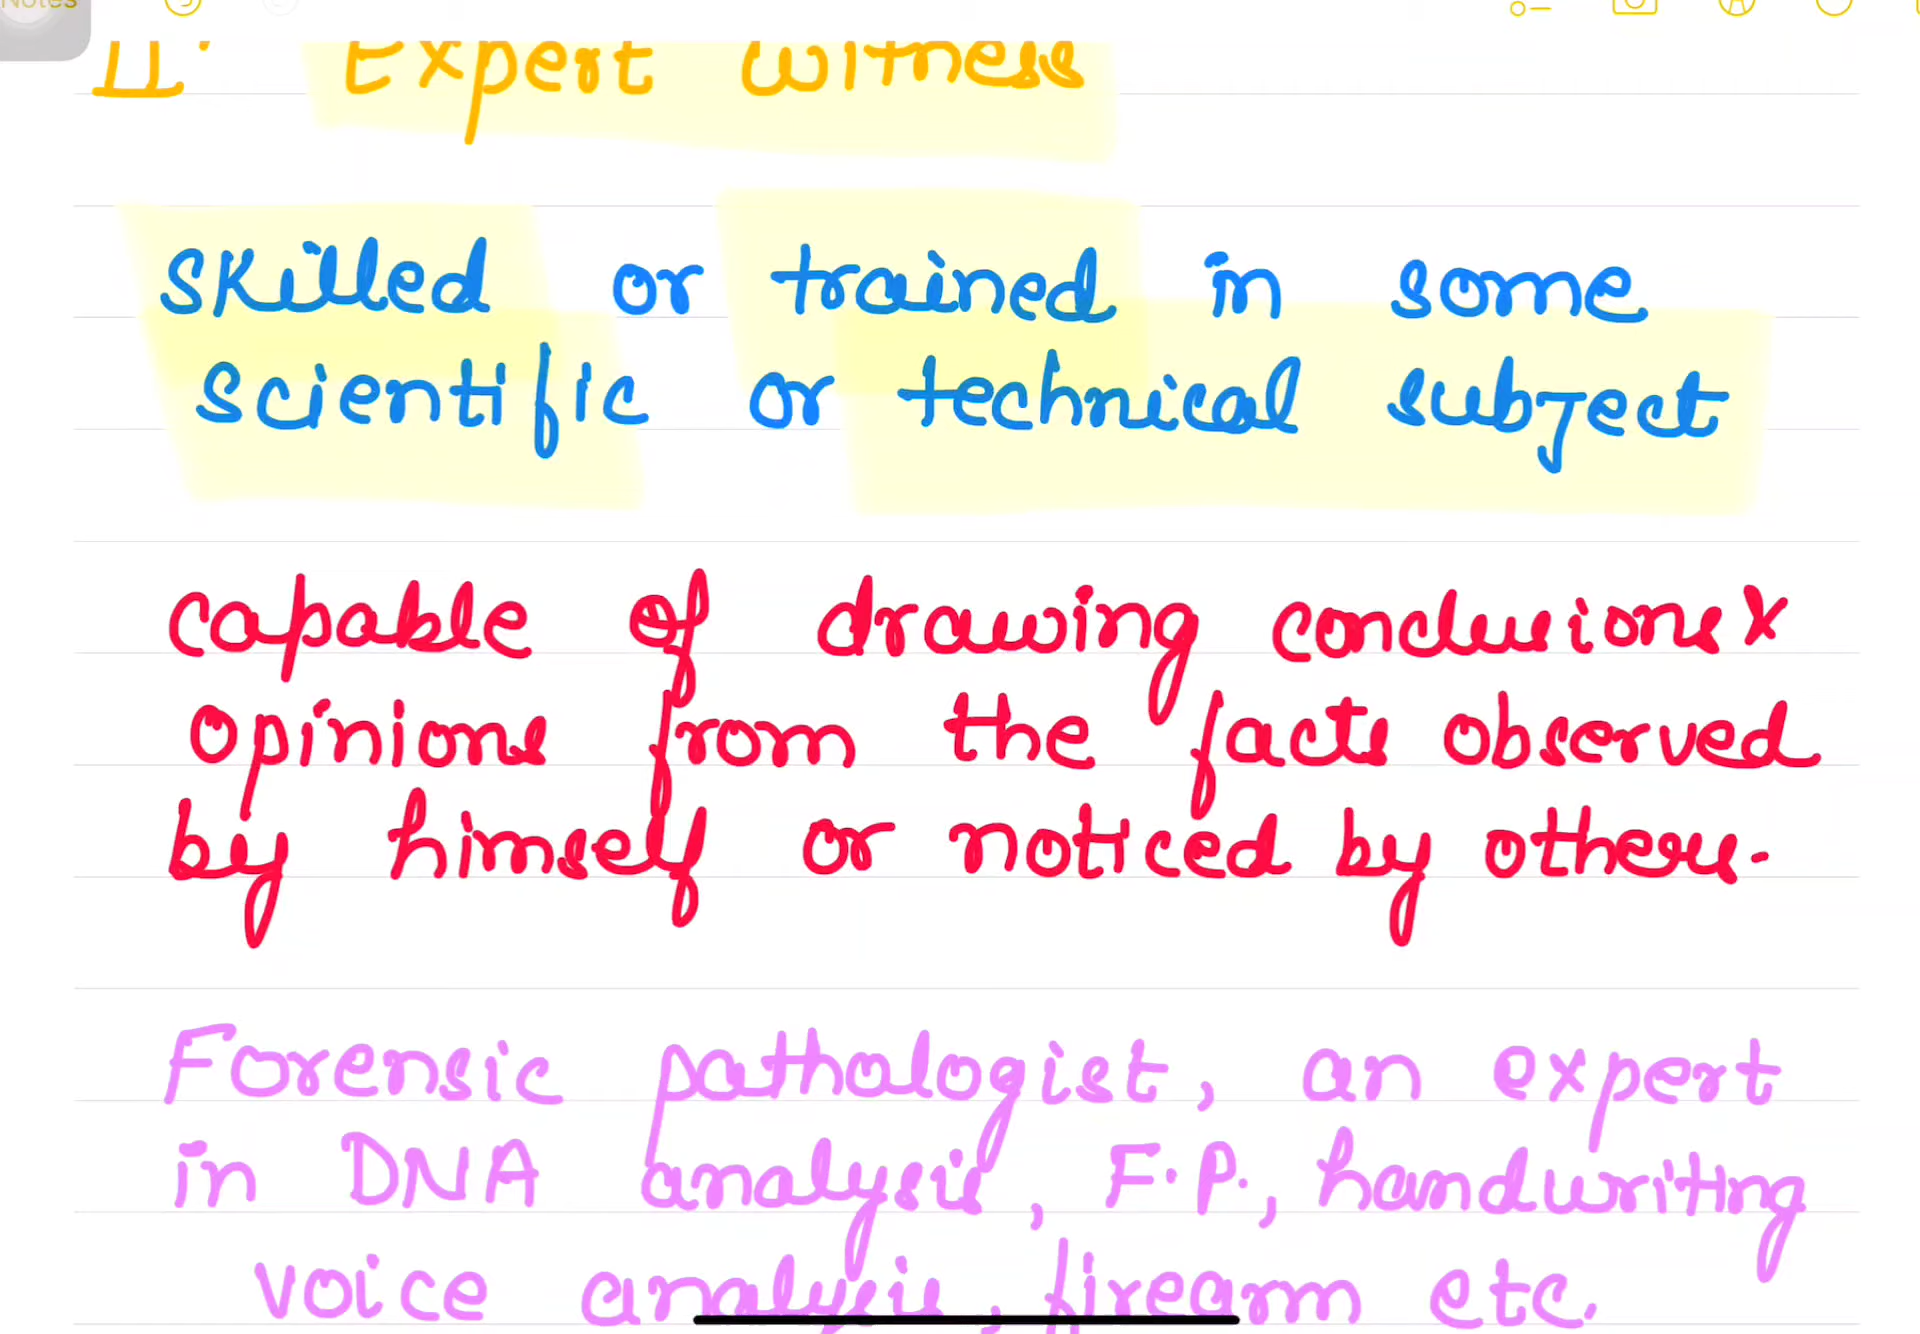 Notes
II. Expert Witness
Skilled or trained in some
scientific or technical subject
capable of drawing conclusions &
opinions from the facts observed
by himself or noticed by others.
Forensic pathologist, an expert
in DNA analysis, F.P., handwriting
voice analysis, firearm etc.